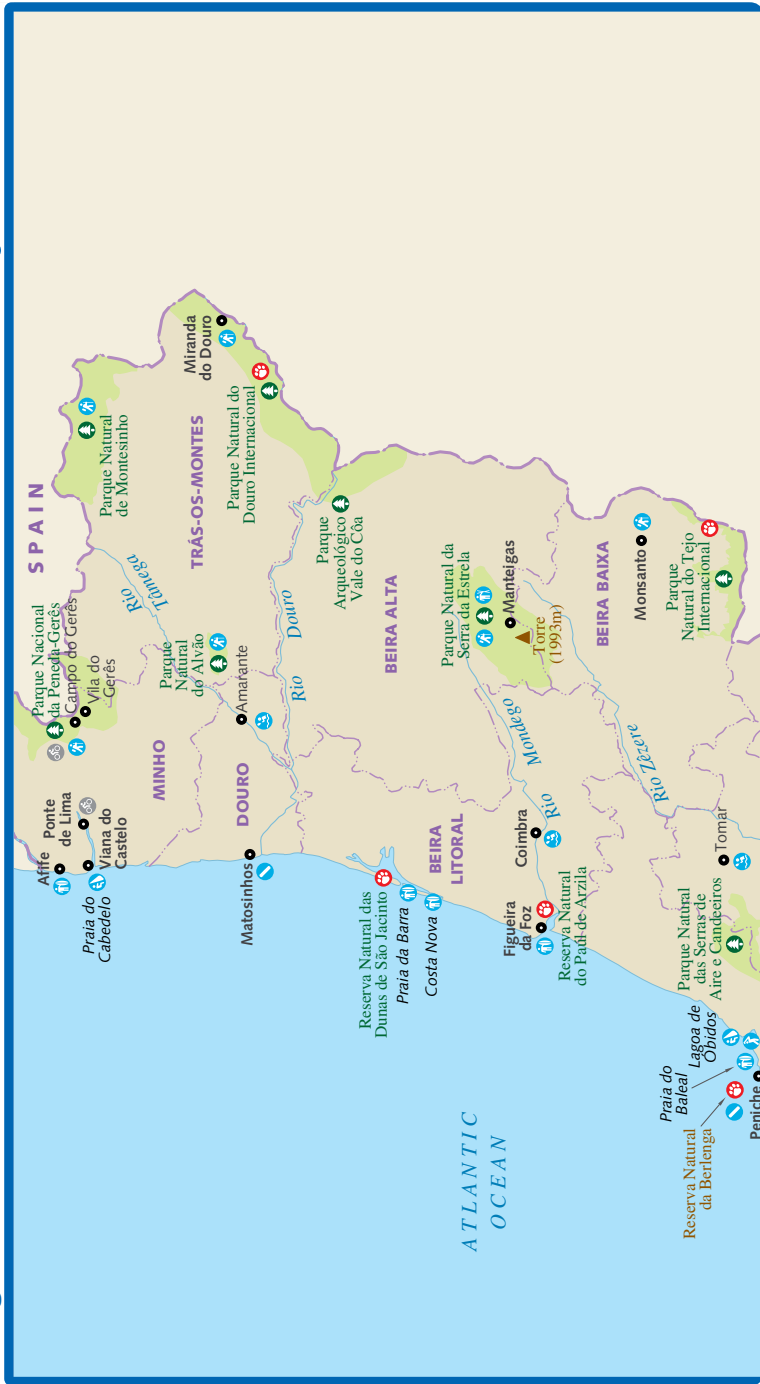 SPAIN
Parque Nacional
da Peneda-Gerês
Campo do Gerês
Vila do
Gerês
Parque Natural
de Montesinho
Afife
Ponte
de Lima
Viana do
Castelo
Praia do
Cabedelo
MINHO
Rio
Tâmega
TRÁS-OS-MONTES
Miranda
do Douro
Parque
Natural
do Alvão
Parque Natural do
Douro Internacional
DOURO
Amarante
Matosinhos
Rio
Douro
Parque
Arqueológico
Vale do Côa
Reserva Natural das
Dunas de São Jacinto
Praia da Barra
Costa Nova
BEIRA
LITORAL
BEIRA ALTA
Parque Natural da
Serra da Estrela
Manteigas
Torre
(1993m)
ATLANTIC
OCEAN
Figueira
da Foz
Coimbra
Rio
Mondego
Reserva Natural
do Paúl de Arzila
BEIRA BAIXA
Monsanto
Rio Zêzere
Parque
Natural do Tejo
Internacional
Parque Natural
das Serras de
Aire e Candeeiros
Tomar
Lagoa de
Óbidos
Praia do
Baleal
Reserva Natural
da Berlenga
Peniche